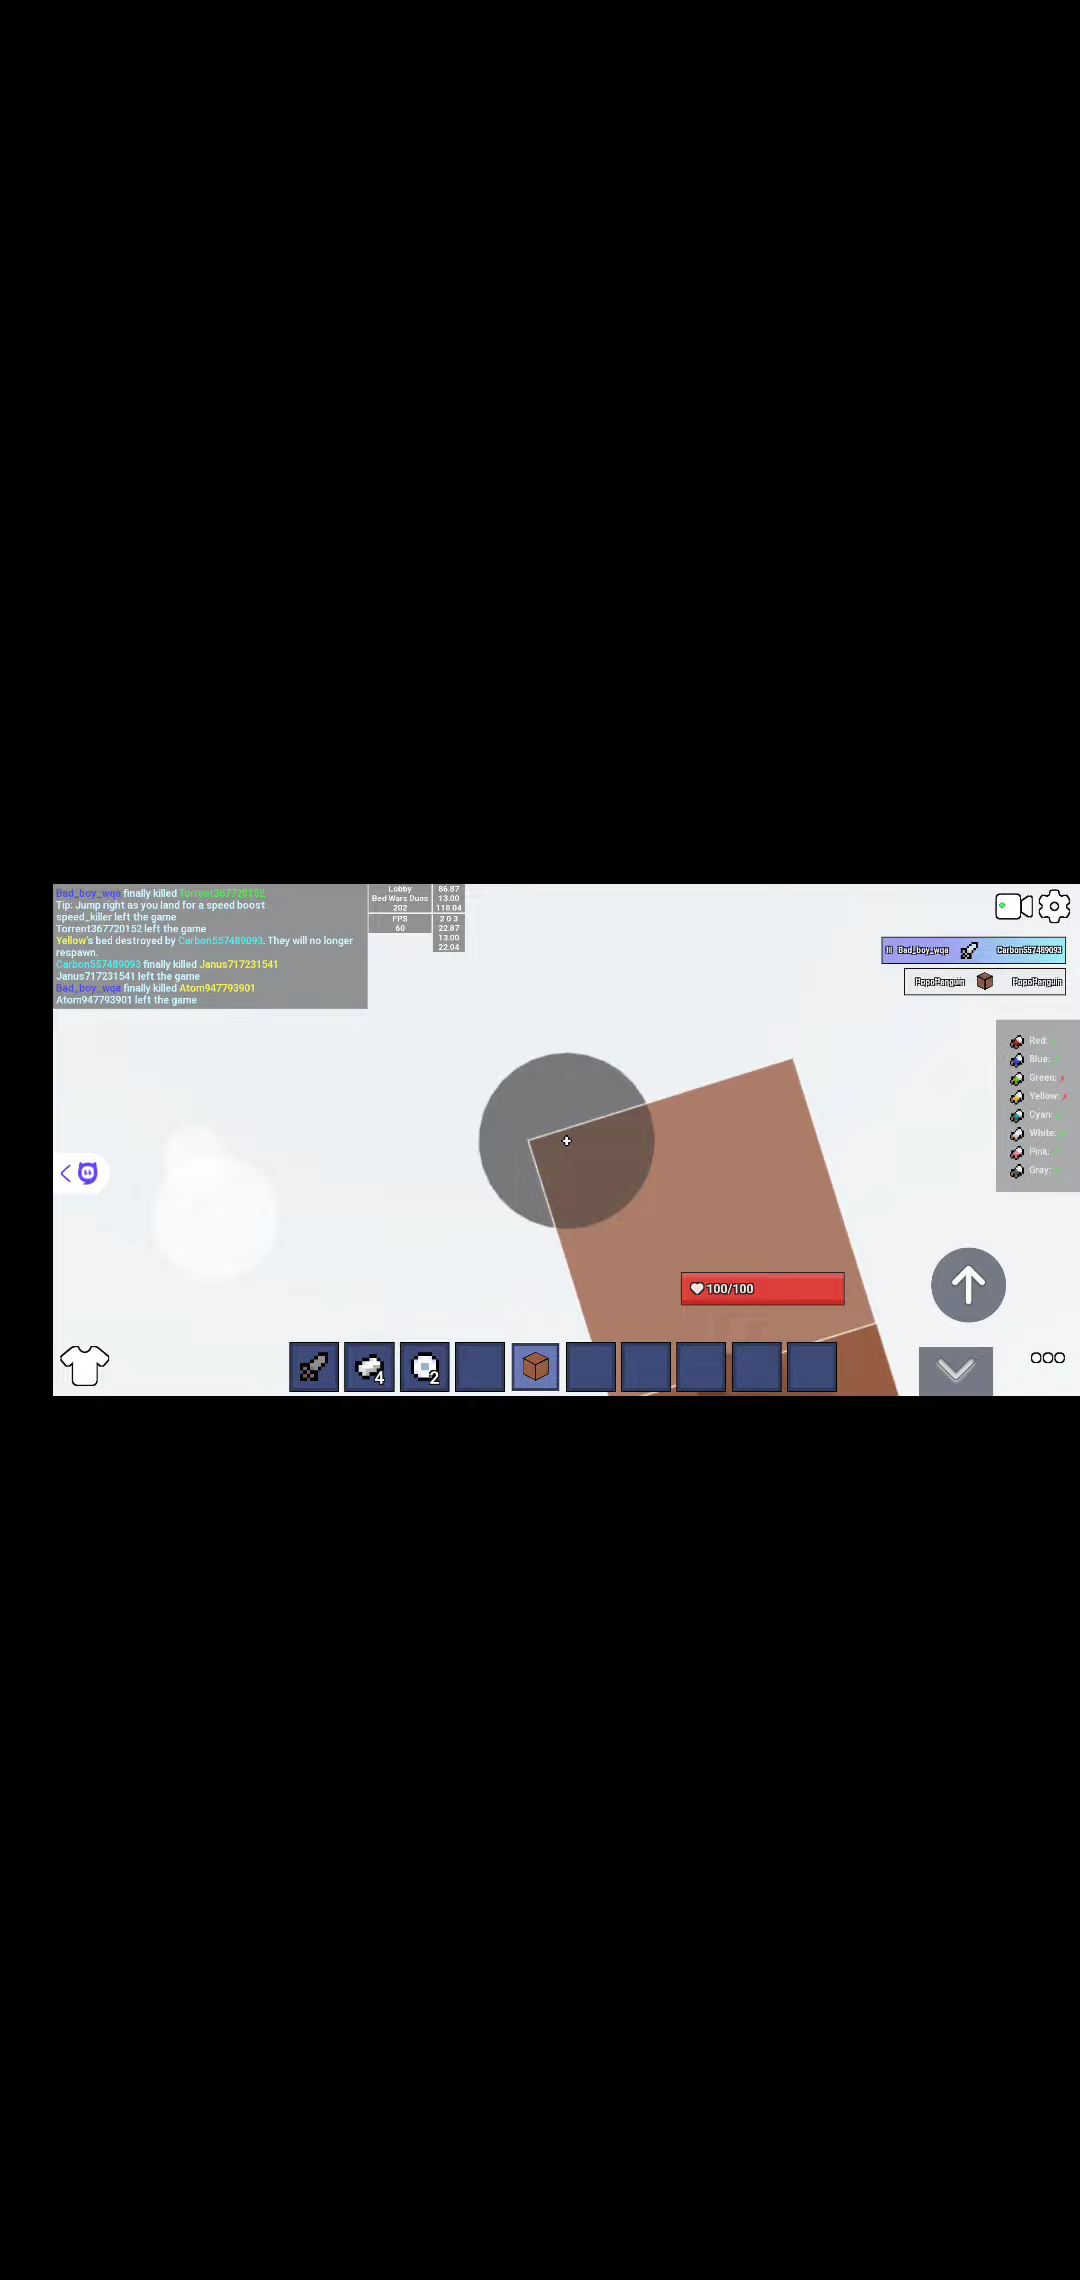 Bad_boy_wqa finally killed Torrent367720152
Tip: Jump right as you land for a speed boost
speed_killer left the game
Torrent367720152 left the game
Yellow's bed destroyed by Carbon557489093. They will no longer
respawn.
Carbon557489093 finally killed Janus717231541
Janus717231541 left the game
Bad_boy_wqa finally killed Atom947793901
Atom947793901 left the game
Lobby
Bed Wars Duos
202
FPS
60
86.87
13.00
118.04
2 0 3
22.87
13.00
22.04
Bad_boy_wqa Carbon557489093
PopoPenguin PopoPenguin
Red: ✓
Blue: ✓
Green: ✗
Yellow: ✗
Cyan: ✓
White: ✓
Pink: ✓
Gray: ✓
100/100
4
2